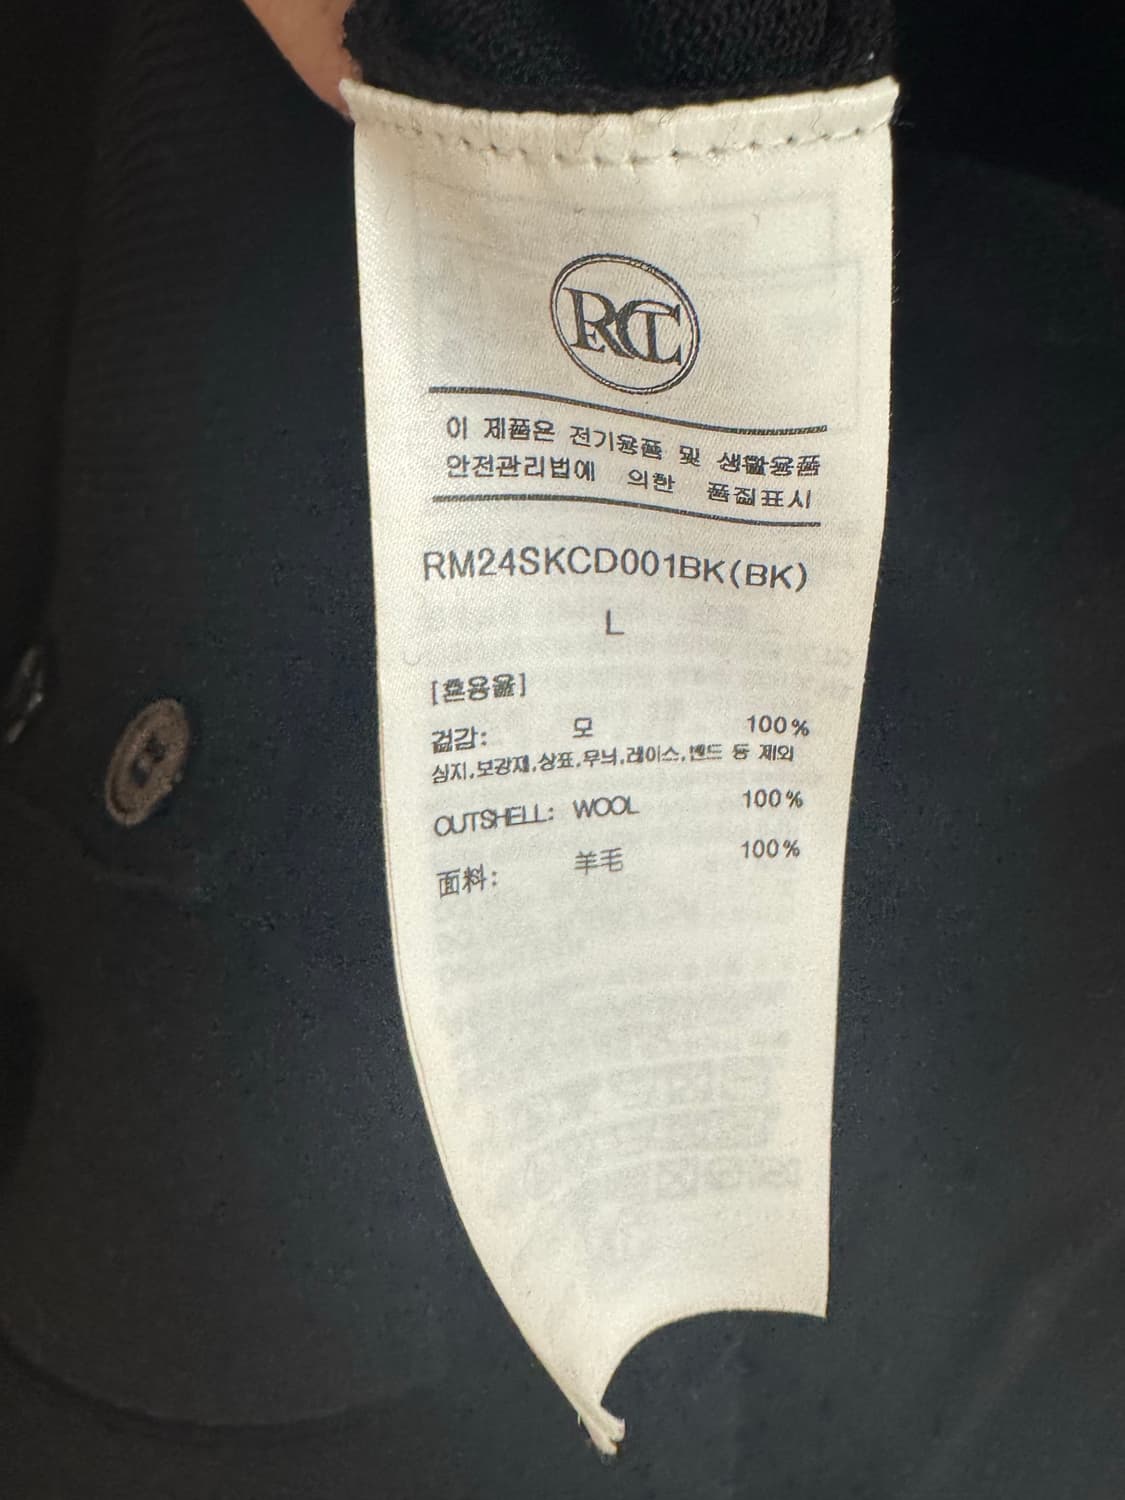 RCT
이 제품은 전기용품 및 생활용품
안전관리법에 의한 품질표시
RM24SKCD001BK(BK)
L
[혼용율]
겉감: 모 100%
심지,보강재,상표,무늬,레이스,밴드 등 제외
OUTSHELL: WOOL 100%
面料: 羊毛 100%